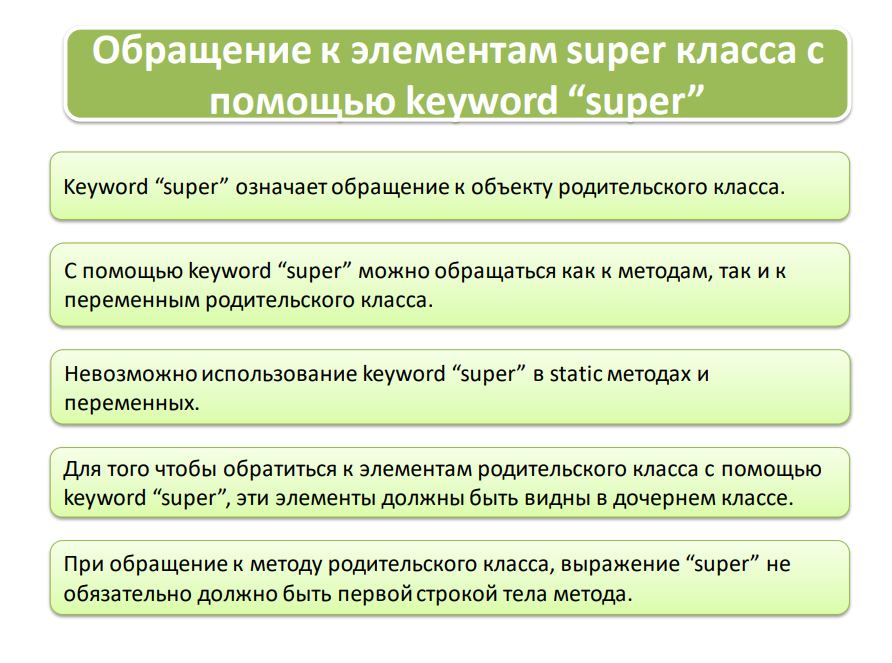 Обращение к элементам super класса с
помощью keyword “super”
Keyword “super” означает обращение к объекту родительского класса.
С помощью keyword “super” можно обращаться как к методам, так и к
переменным родительского класса.
Невозможно использование keyword “super” в static методах и
переменных.
Для того чтобы обратиться к элементам родительского класса с помощью
keyword “super”, эти элементы должны быть видны в дочернем классе.
При обращение к методу родительского класса, выражение “super” не
обязательно должно быть первой строкой тела метода.